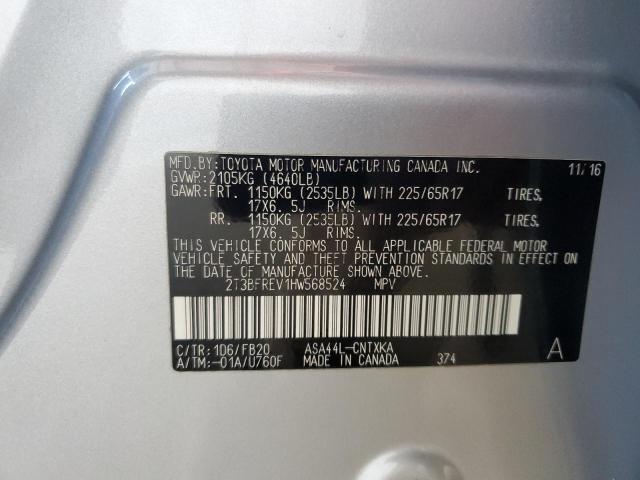 MFD. BY: TOYOTA MOTOR MANUFACTURING CANADA INC. 11/16
GVWR: 2105KG (4640LB)
GAWR: FRT. 1150KG (2535LB) WITH 225/65R17 TIRES.
17X6. 5J RIMS.
RR. 1150KG (2535LB) WITH 225/65R17 TIRES.
17X6. 5J RIMS.
THIS VEHICLE CONFORMS TO ALL APPLICABLE FEDERAL MOTOR
VEHICLE SAFETY AND THEFT PREVENTION STANDARDS IN EFFECT
ON THE DATE OF MANUFACTURE SHOWN ABOVE.
2T3BFREV1HW568524 MPV
C/TR: 1D6/FB20 ASA44L-CNTXKA A
A/TM: -01A/U760F MADE IN CANADA 374